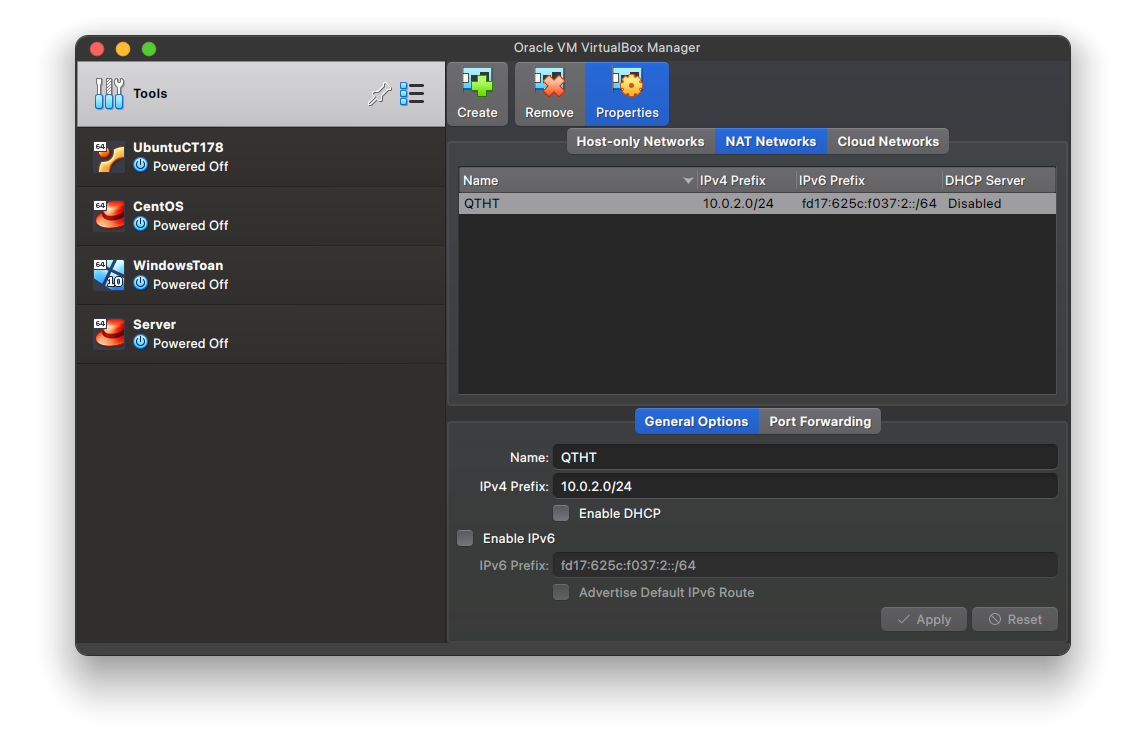 Oracle VM VirtualBox Manager
Tools
Create
Remove
Properties
64
UbuntuCT178
Powered Off
64
CentOS
Powered Off
64
10
WindowsToan
Powered Off
64
Server
Powered Off
Host-only Networks
NAT Networks
Cloud Networks
Name
IPv4 Prefix
IPv6 Prefix
DHCP Server
QTHT
10.0.2.0/24
fd17:625c:f037:2::/64
Disabled
General Options
Port Forwarding
Name: QTHT
IPv4 Prefix: 10.0.2.0/24
Enable DHCP
Enable IPv6
IPv6 Prefix: fd17:625c:f037:2::/64
Advertise Default IPv6 Route
Apply
Reset